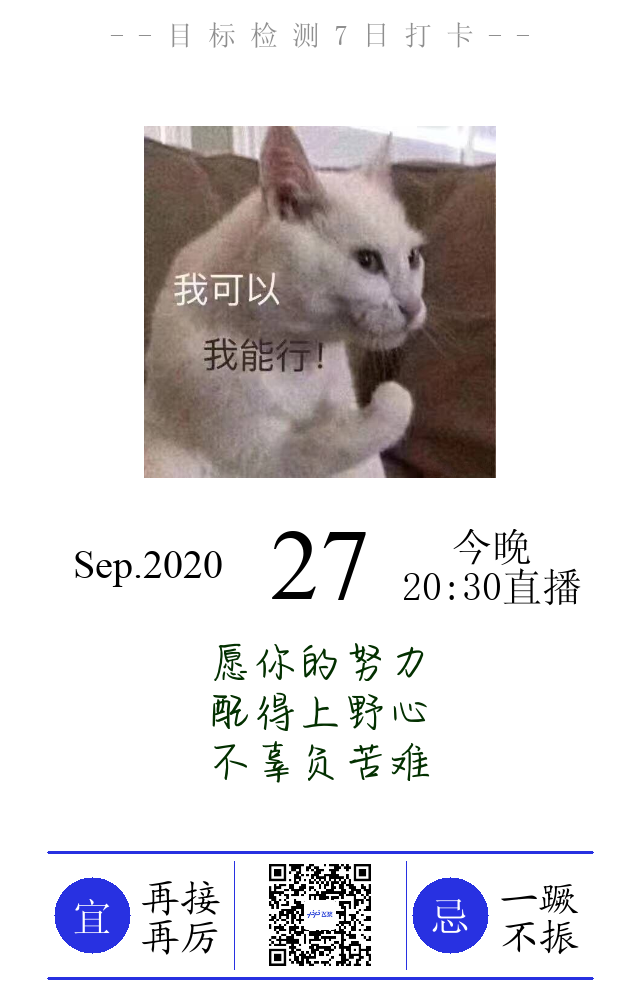 --目标检测7日打卡--
我可以
我能行!
Sep.2020
27
今晚
20:30直播
愿你的努力
配得上野心
不辜负苦难
宜
再接
再厉
忌
一蹶
不振